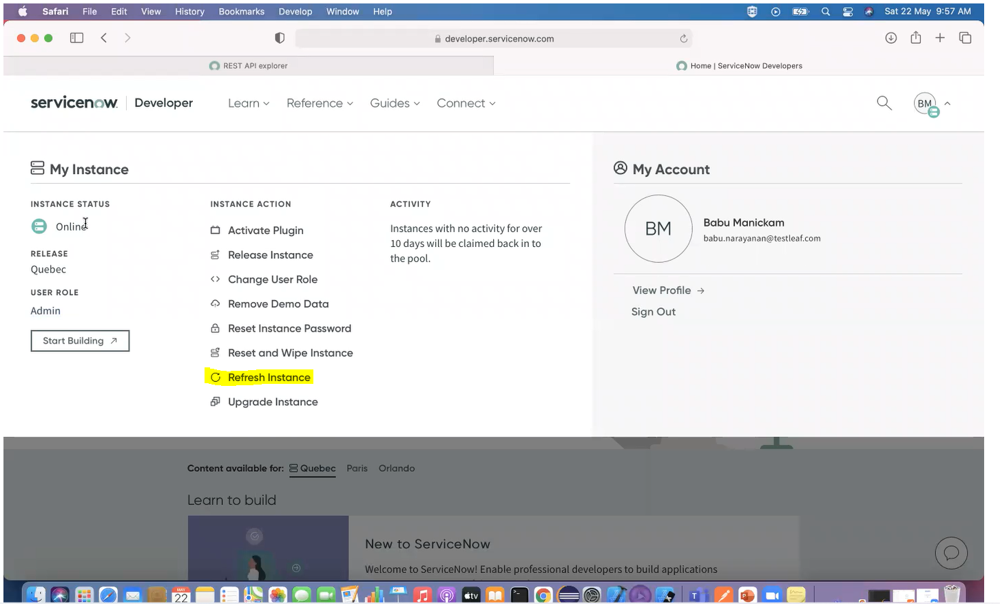 Safari File Edit View History Bookmarks Develop Window Help Sat 22 May 9:57 AM
developer.servicenow.com
REST API explorer
Home | ServiceNow Developers
servicenow Developer Learn Reference Guides Connect BM
My Instance
INSTANCE STATUS
Online
RELEASE
Quebec
USER ROLE
Admin
Start Building
INSTANCE ACTION
Activate Plugin
Release Instance
Change User Role
Remove Demo Data
Reset Instance Password
Reset and Wipe Instance
Refresh Instance
Upgrade Instance
ACTIVITY
Instances with no activity for over
10 days will be claimed back in to
the pool.
My Account
BM
Babu Manickam
babu.narayanan@testleaf.com
View Profile
Sign Out
Content available for: Quebec Paris Orlando
Learn to build
New to ServiceNow
Welcome to ServiceNow! Enable professional developers to build applications
MAY
22
tv